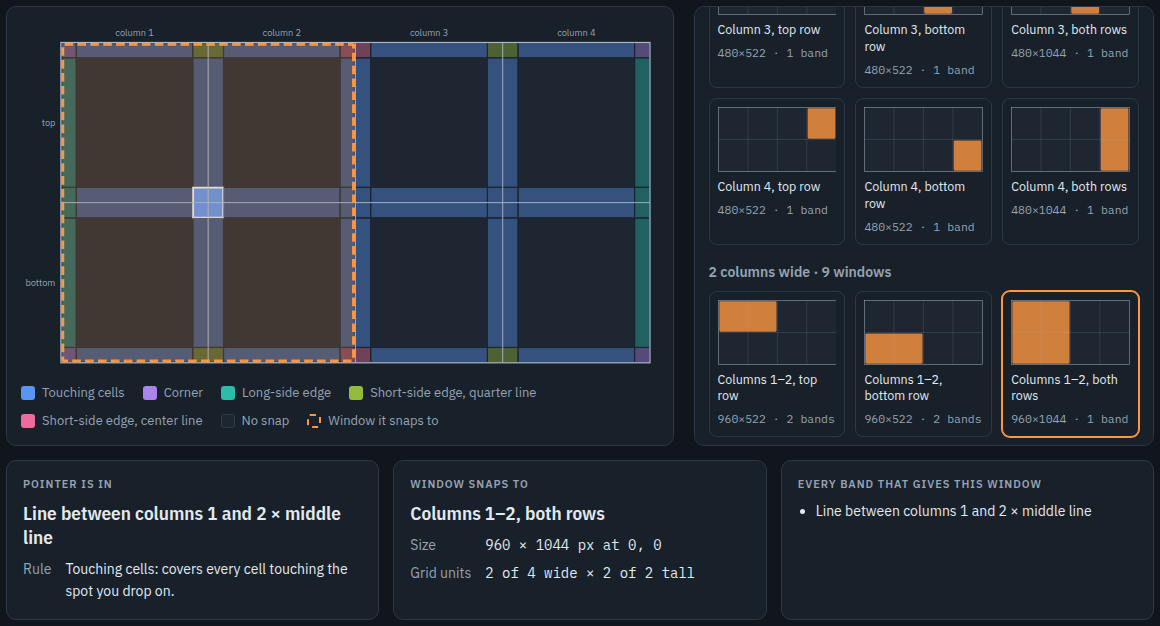 column 1
column 2
column 3
column 4
top
bottom
Touching cells
Corner
Long-side edge
Short-side edge, quarter line
Short-side edge, center line
No snap
Window it snaps to
Column 3, top row
480×522 · 1 band
Column 3, bottom
row
480×522 · 1 band
Column 3, both rows
480×1044 · 1 band
Column 4, top row
480×522 · 1 band
Column 4, bottom
row
480×522 · 1 band
Column 4, both rows
480×1044 · 1 band
2 columns wide · 9 windows
Columns 1–2, top
row
960×522 · 2 bands
Columns 1–2,
bottom row
960×522 · 2 bands
Columns 1–2, both
rows
960×1044 · 1 band
POINTER IS IN
Line between columns 1 and 2 × middle
line
Rule
Touching cells: covers every cell touching the
spot you drop on.
WINDOW SNAPS TO
Columns 1–2, both rows
Size 960 × 1044 px at 0, 0
Grid units 2 of 4 wide × 2 of 2 tall
EVERY BAND THAT GIVES THIS WINDOW
• Line between columns 1 and 2 × middle line